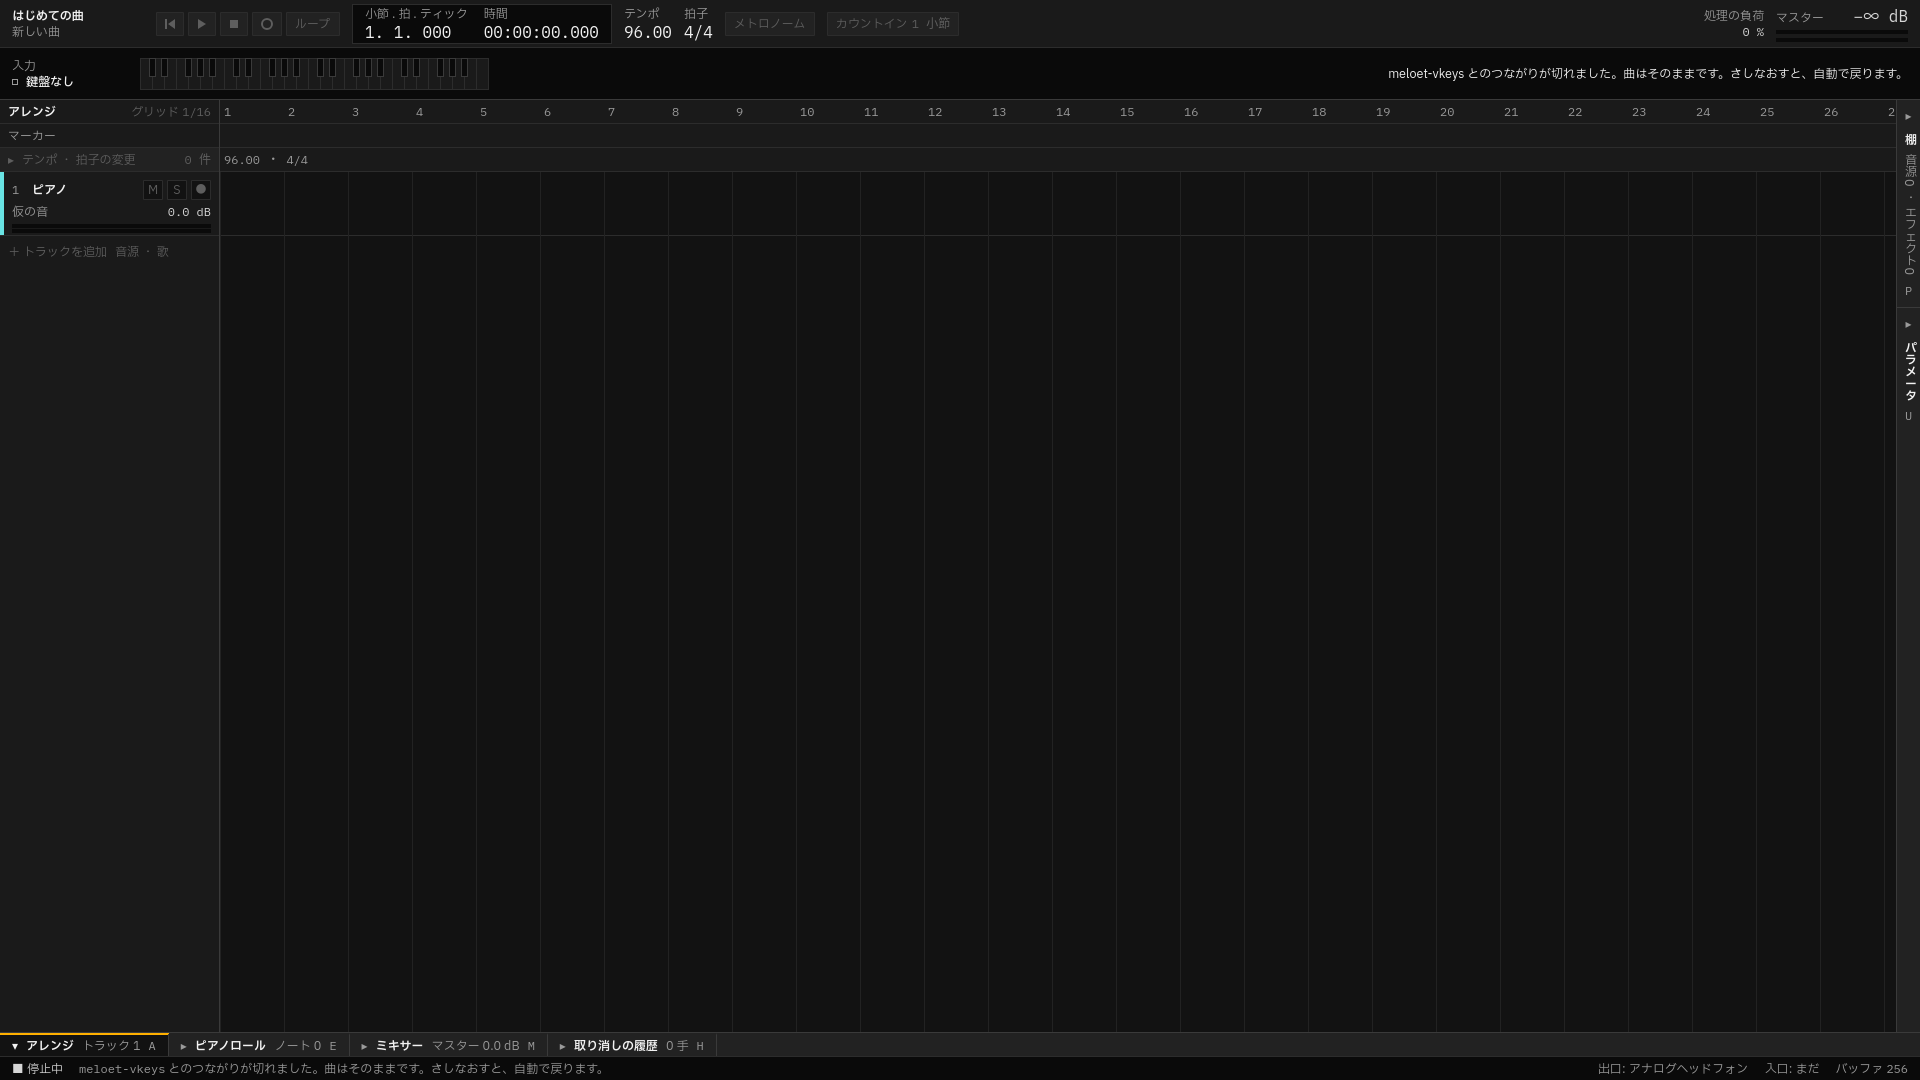 はじめての曲
新しい曲
ループ
小節 . 拍 . ティック 時間
1. 1. 000 00:00:00.000
テンポ 拍子
96.00 4/4
メトロノーム
カウントイン 1 小節
処理の負荷
0 %
マスター -∞ dB
入力
鍵盤なし
meloet-vkeys とのつながりが切れました。曲はそのままです。さしなおすと、自動で戻ります。
アレンジ グリッド 1/16
1 2 3 4 5 6 7 8 9 10 11 12 13 14 15 16 17 18 19 20 21 22 23 24 25 26 2
マーカー
▸ テンポ · 拍子の変更 0 件
96.00 · 4/4
1 ピアノ M S
仮の音 0.0 dB
＋ トラックを追加 音源 · 歌
▸ 棚 音源 0 · エフェクト 0 P
▸ パラメータ U
▾ アレンジ トラック 1 A
▸ ピアノロール ノート 0 E
▸ ミキサー マスター 0.0 dB M
▸ 取り消しの履歴 0 手 H
■ 停止中 meloet-vkeys とのつながりが切れました。曲はそのままです。さしなおすと、自動で戻ります。
出口: アナログヘッドフォン 入口: まだ バッファ 256